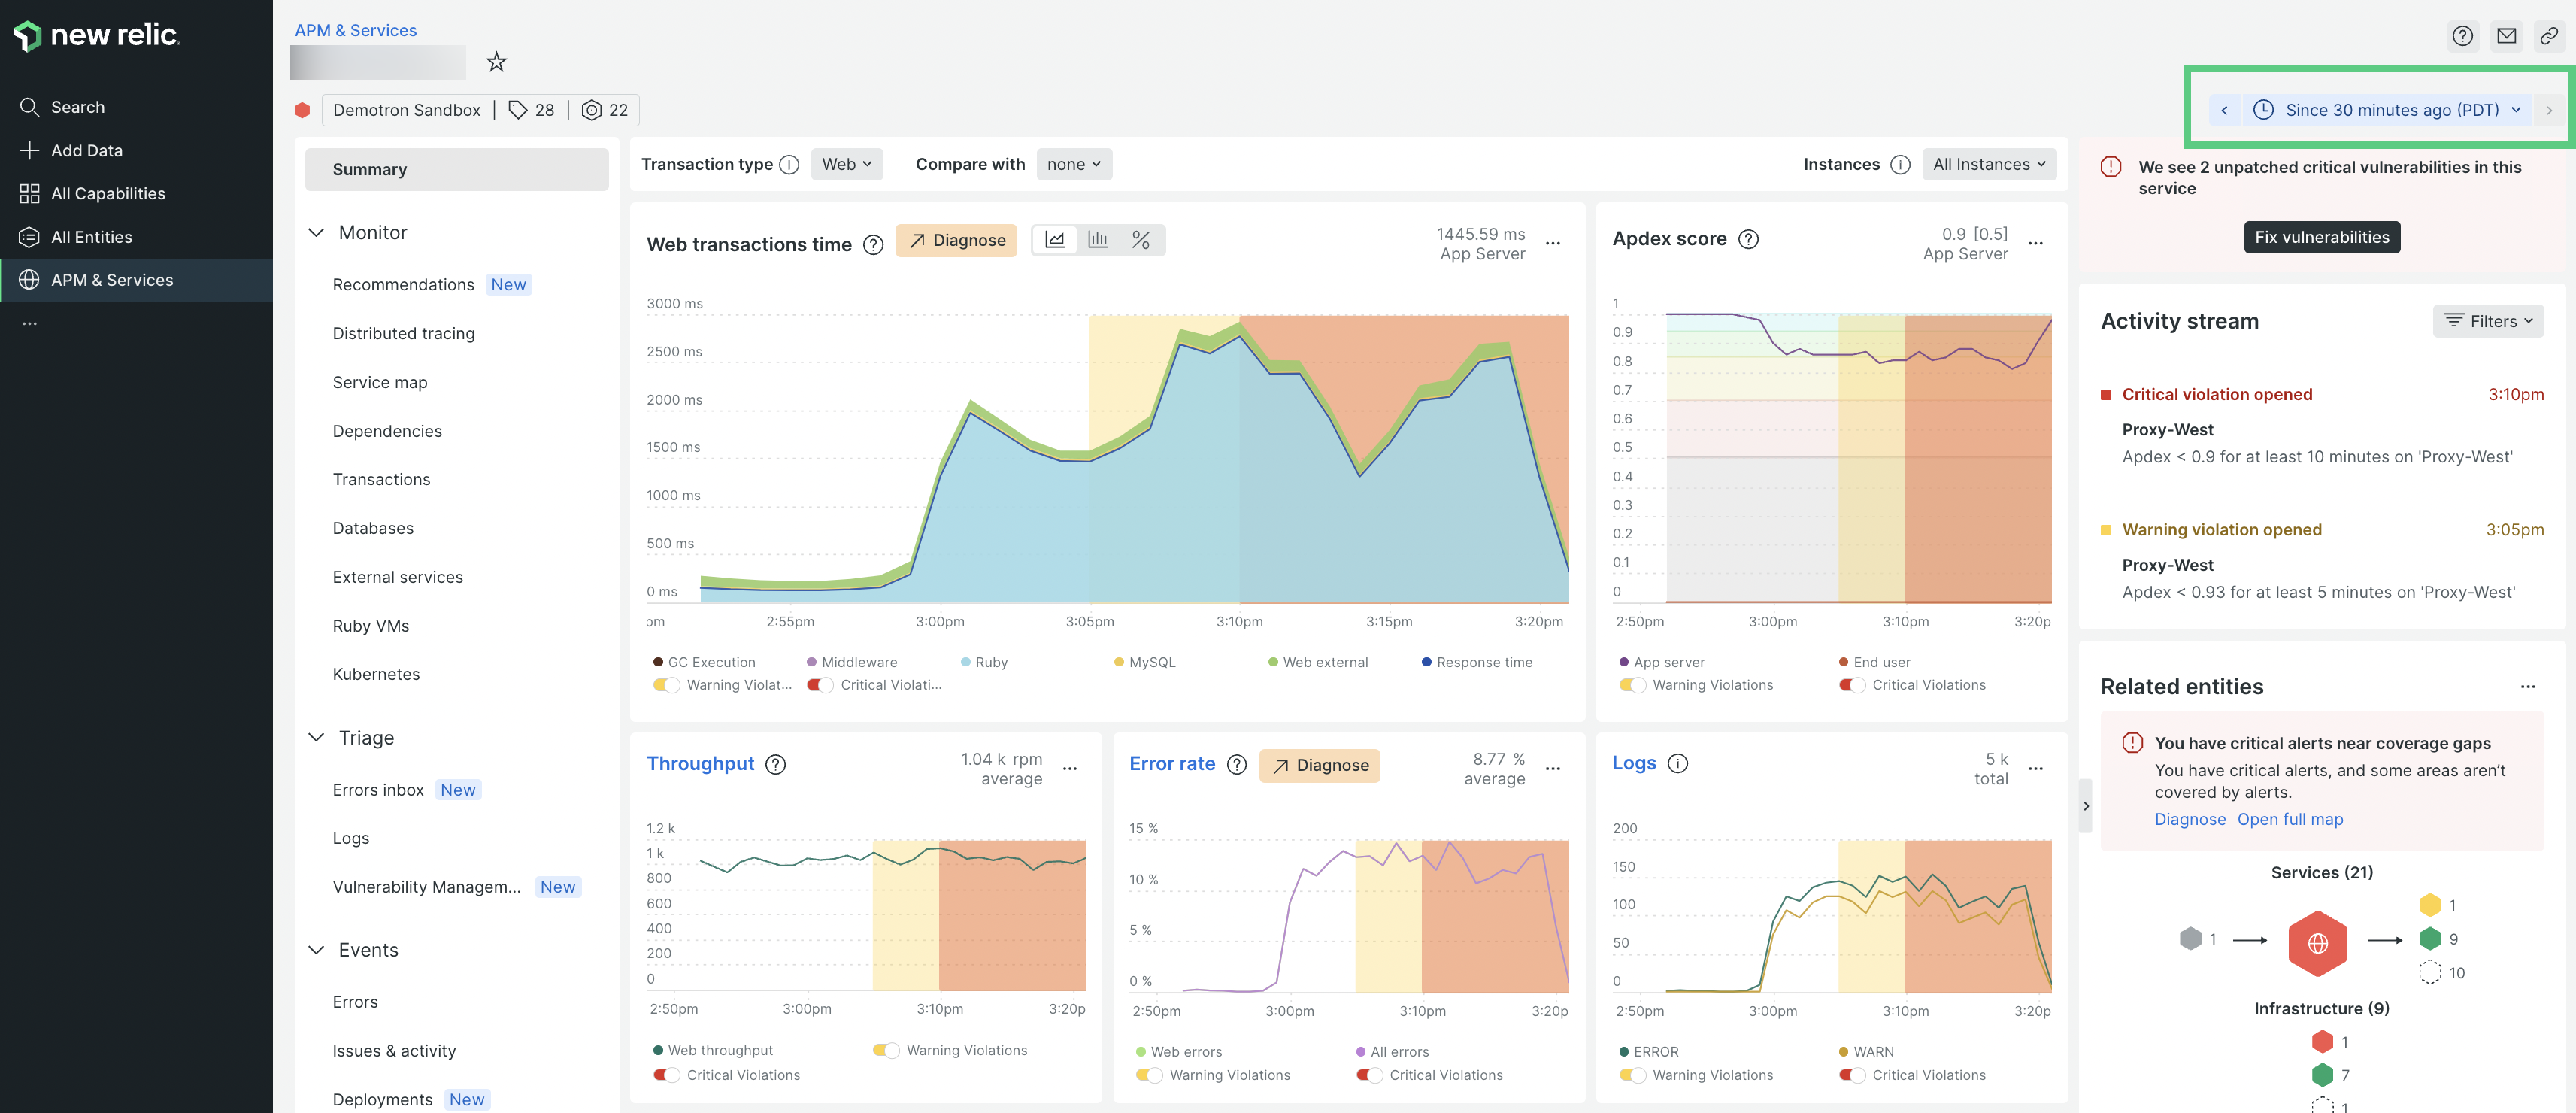 new relic.
Search
Add Data
All Capabilities
All Entities
APM & Services
...
APM & Services
Demotron Sandbox | 28 | 22
Since 30 minutes ago (PDT)
Summary
Monitor
Recommendations New
Distributed tracing
Service map
Dependencies
Transactions
Databases
External services
Ruby VMs
Kubernetes
Triage
Errors inbox New
Logs
Vulnerability Managem... New
Events
Errors
Issues & activity
Deployments New
Transaction type Web Compare with none
Instances All Instances
Web transactions time Diagnose %
1445.59 ms
App Server
3000 ms
2500 ms
2000 ms
1500 ms
1000 ms
500 ms
0 ms
pm 2:55pm 3:00pm 3:05pm 3:10pm 3:15pm 3:20pm
GC Execution Middleware Ruby MySQL Web external Response time
Warning Violat... Critical Violati...
Apdex score
0.9 [0.5]
App Server
1
0.9
0.8
0.7
0.6
0.5
0.4
0.3
0.2
0.1
0
2:50pm 3:00pm 3:10pm 3:20p
App server End user
Warning Violations Critical Violations
Throughput
1.04 k rpm
average
1.2 k
1 k
800
600
400
200
0
2:50pm 3:00pm 3:10pm 3:20p
Web throughput Warning Violations
Critical Violations
Error rate Diagnose
8.77 %
average
15 %
10 %
5 %
0 %
2:50pm 3:00pm 3:10pm 3:20p
Web errors All errors
Warning Violations Critical Violations
Logs
5 k
total
200
150
100
50
0
2:50pm 3:00pm 3:10pm 3:20p
ERROR WARN
Warning Violations Critical Violations
We see 2 unpatched critical vulnerabilities in this
service
Fix vulnerabilities
Activity stream Filters
Critical violation opened 3:10pm
Proxy-West
Apdex < 0.9 for at least 10 minutes on 'Proxy-West'
Warning violation opened 3:05pm
Proxy-West
Apdex < 0.93 for at least 5 minutes on 'Proxy-West'
Related entities
You have critical alerts near coverage gaps
You have critical alerts, and some areas aren’t
covered by alerts.
Diagnose Open full map
Services (21)
1
1
9
10
Infrastructure (9)
1
7
1